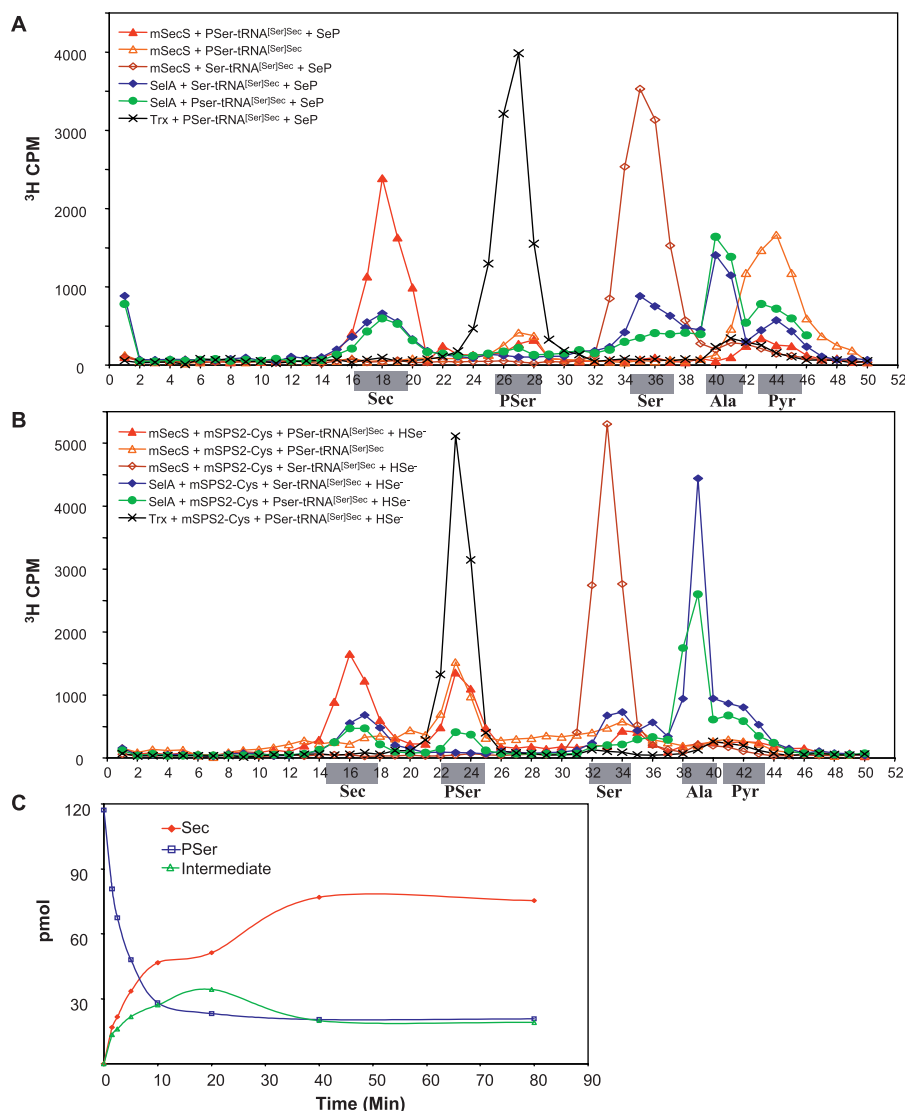 A
mSecS + PSer-tRNA[Ser]Sec + SeP
mSecS + PSer-tRNA[Ser]Sec
mSecS + Ser-tRNA[Ser]Sec + SeP
SelA + Ser-tRNA[Ser]Sec + SeP
SelA + Pser-tRNA[Ser]Sec + SeP
Trx + PSer-tRNA[Ser]Sec + SeP
3H CPM
4000
3000
2000
1000
0
0 2 4 6 8 10 12 14 16 18 20 22 24 26 28 30 32 34 36 38 40 42 44 46 48 50 52
Sec PSer Ser Ala Pyr
B
mSecS + mSPS2-Cys + PSer-tRNA[Ser]Sec + HSe-
mSecS + mSPS2-Cys + PSer-tRNA[Ser]Sec
mSecS + mSPS2-Cys + Ser-tRNA[Ser]Sec + HSe-
SelA + mSPS2-Cys + Ser-tRNA[Ser]Sec + HSe-
SelA + mSPS2-Cys + Pser-tRNA[Ser]Sec + HSe-
Trx + mSPS2-Cys + PSer-tRNA[Ser]Sec + HSe-
3H CPM
5000
4000
3000
2000
1000
0
0 2 4 6 8 10 12 14 16 18 20 22 24 26 28 30 32 34 36 38 40 42 44 46 48 50 52
Sec PSer Ser Ala Pyr
C
Sec
PSer
Intermediate
pmol
120
90
60
30
0 10 20 30 40 50 60 70 80 90
Time (Min)